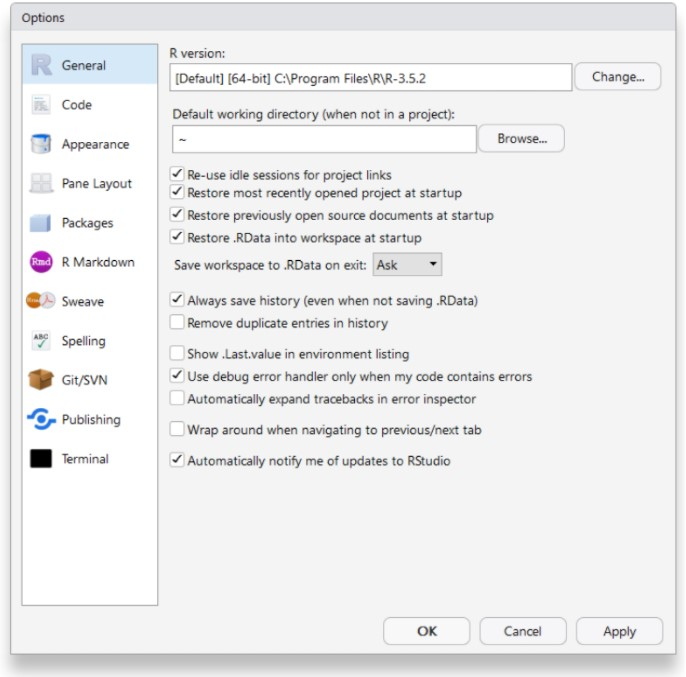 Options
R General
Code
Appearance
Pane Layout
Packages
Rmd R Markdown
Sweave
ABC Spelling
Git/SVN
Publishing
Terminal
R version:
[Default] [64-bit] C:\Program Files\R\R-3.5.2 Change...
Default working directory (when not in a project):
~ Browse...
Re-use idle sessions for project links
Restore most recently opened project at startup
Restore previously open source documents at startup
Restore .RData into workspace at startup
Save workspace to .RData on exit: Ask
Always save history (even when not saving .RData)
Remove duplicate entries in history
Show .Last.value in environment listing
Use debug error handler only when my code contains errors
Automatically expand tracebacks in error inspector
Wrap around when navigating to previous/next tab
Automatically notify me of updates to RStudio
OK Cancel Apply